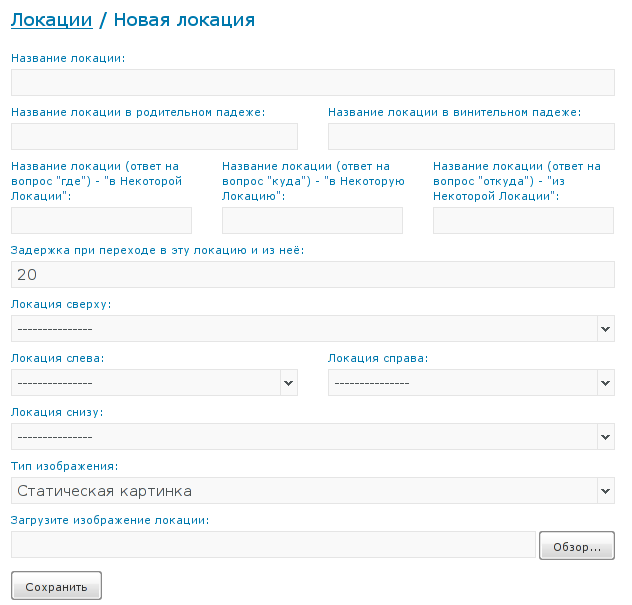 Локации / Новая локация
Название локации:
Название локации в родительном падеже:
Название локации в винительном падеже:
Название локации (ответ на
вопрос "где") - "в Некоторой
Локации":
Название локации (ответ на
вопрос "куда") - "в Некоторую
Локацию":
Название локации (ответ на
вопрос "откуда") - "из
Некоторой Локации":
Задержка при переходе в эту локацию и из неё:
20
Локация сверху:
---------------
Локация слева:
---------------
Локация справа:
---------------
Локация снизу:
---------------
Тип изображения:
Статическая картинка
Загрузите изображение локации:
Обзор...
Сохранить